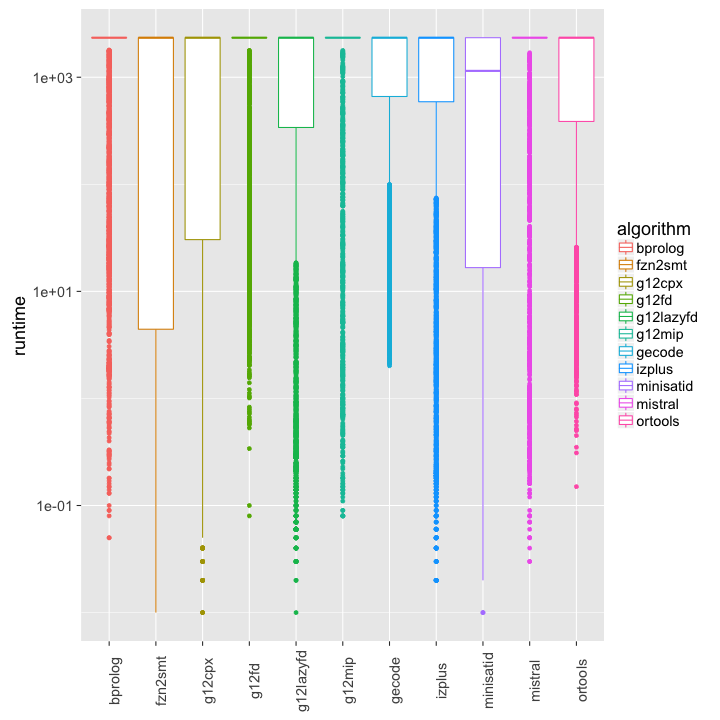 1e+03
1e+01
1e-01
runtime
bprolog
fzn2smt
g12cpx
g12fd
g12lazyfd
g12mip
gecode
izplus
minisatid
mistral
ortools
algorithm
bprolog
fzn2smt
g12cpx
g12fd
g12lazyfd
g12mip
gecode
izplus
minisatid
mistral
ortools